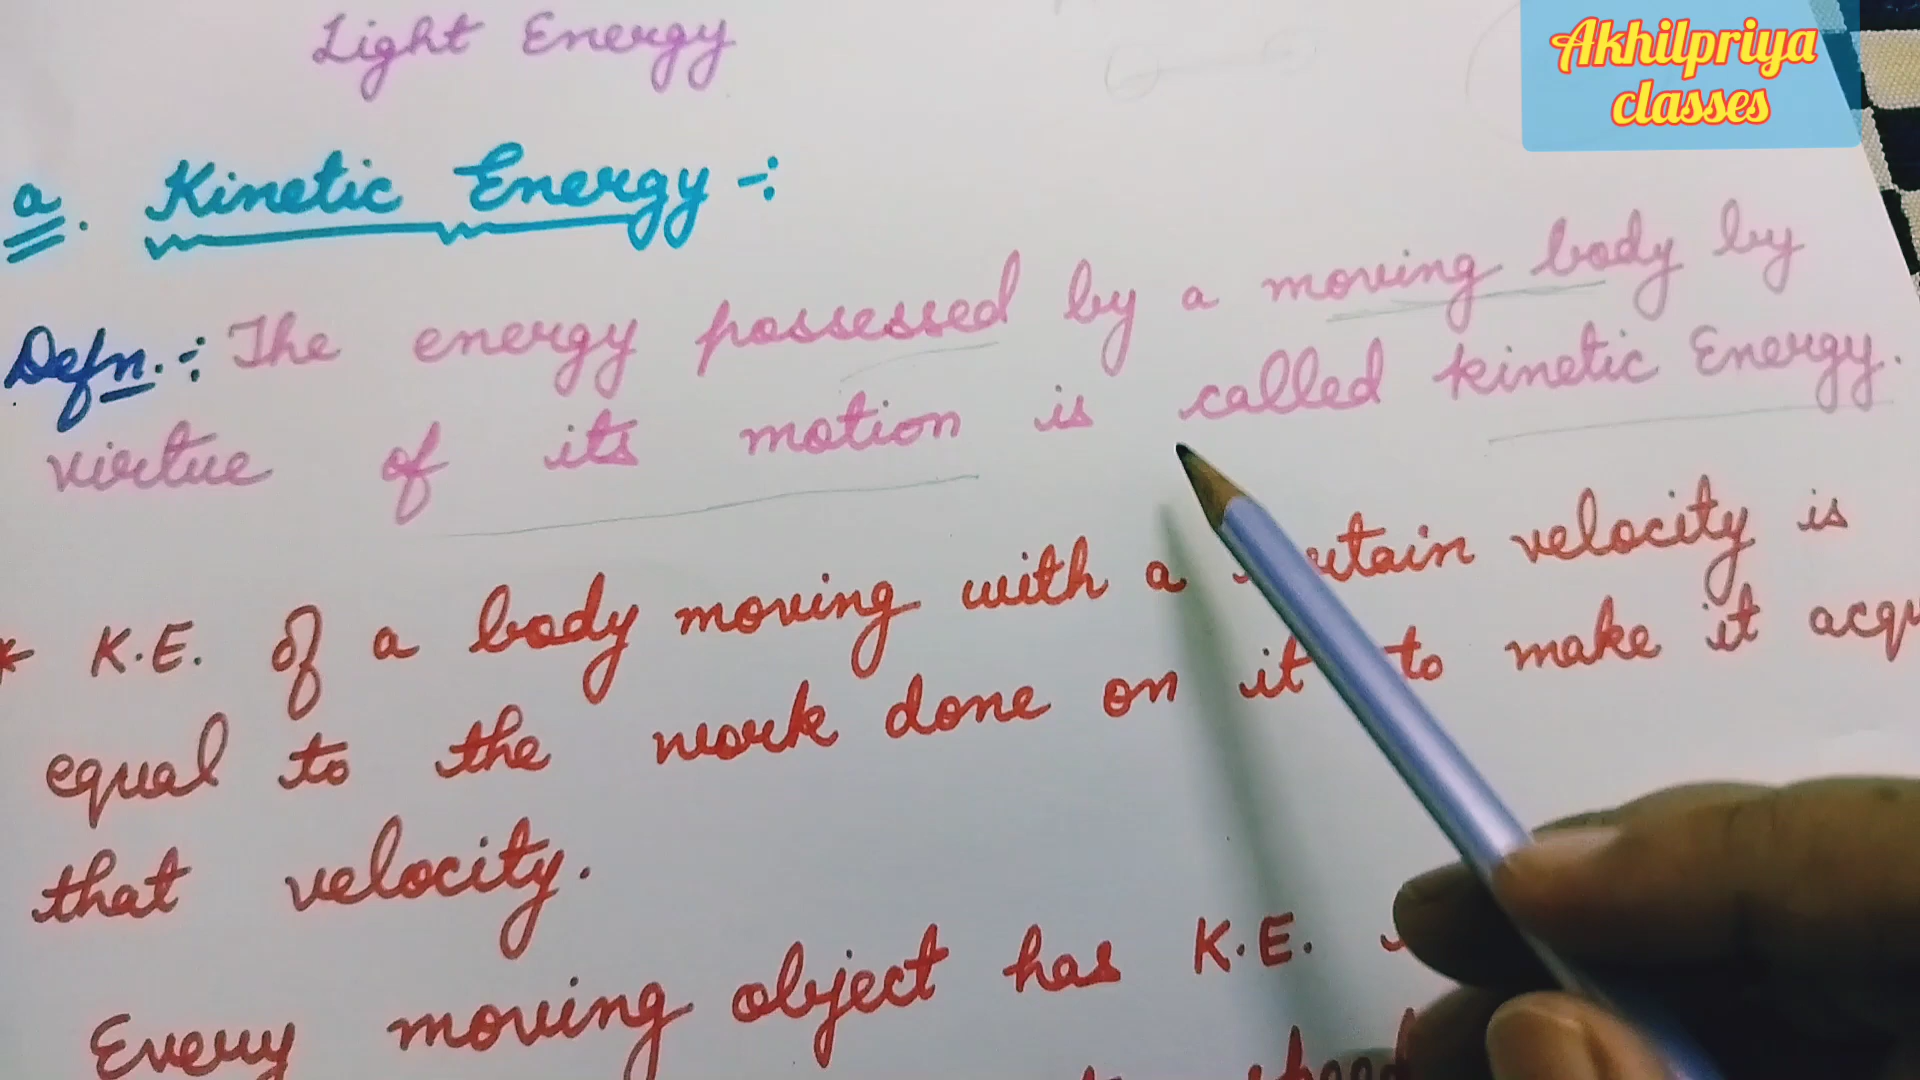 Light Energy
Akhilpriya
classes
a. Kinetic Energy -:
Defn. -: The energy possessed by a moving body by
virtue of its motion is called kinetic Energy.
* K.E. of a body moving with a velocity is
equal to the work done on it to make it
that velocity.
Every moving object has K.E.